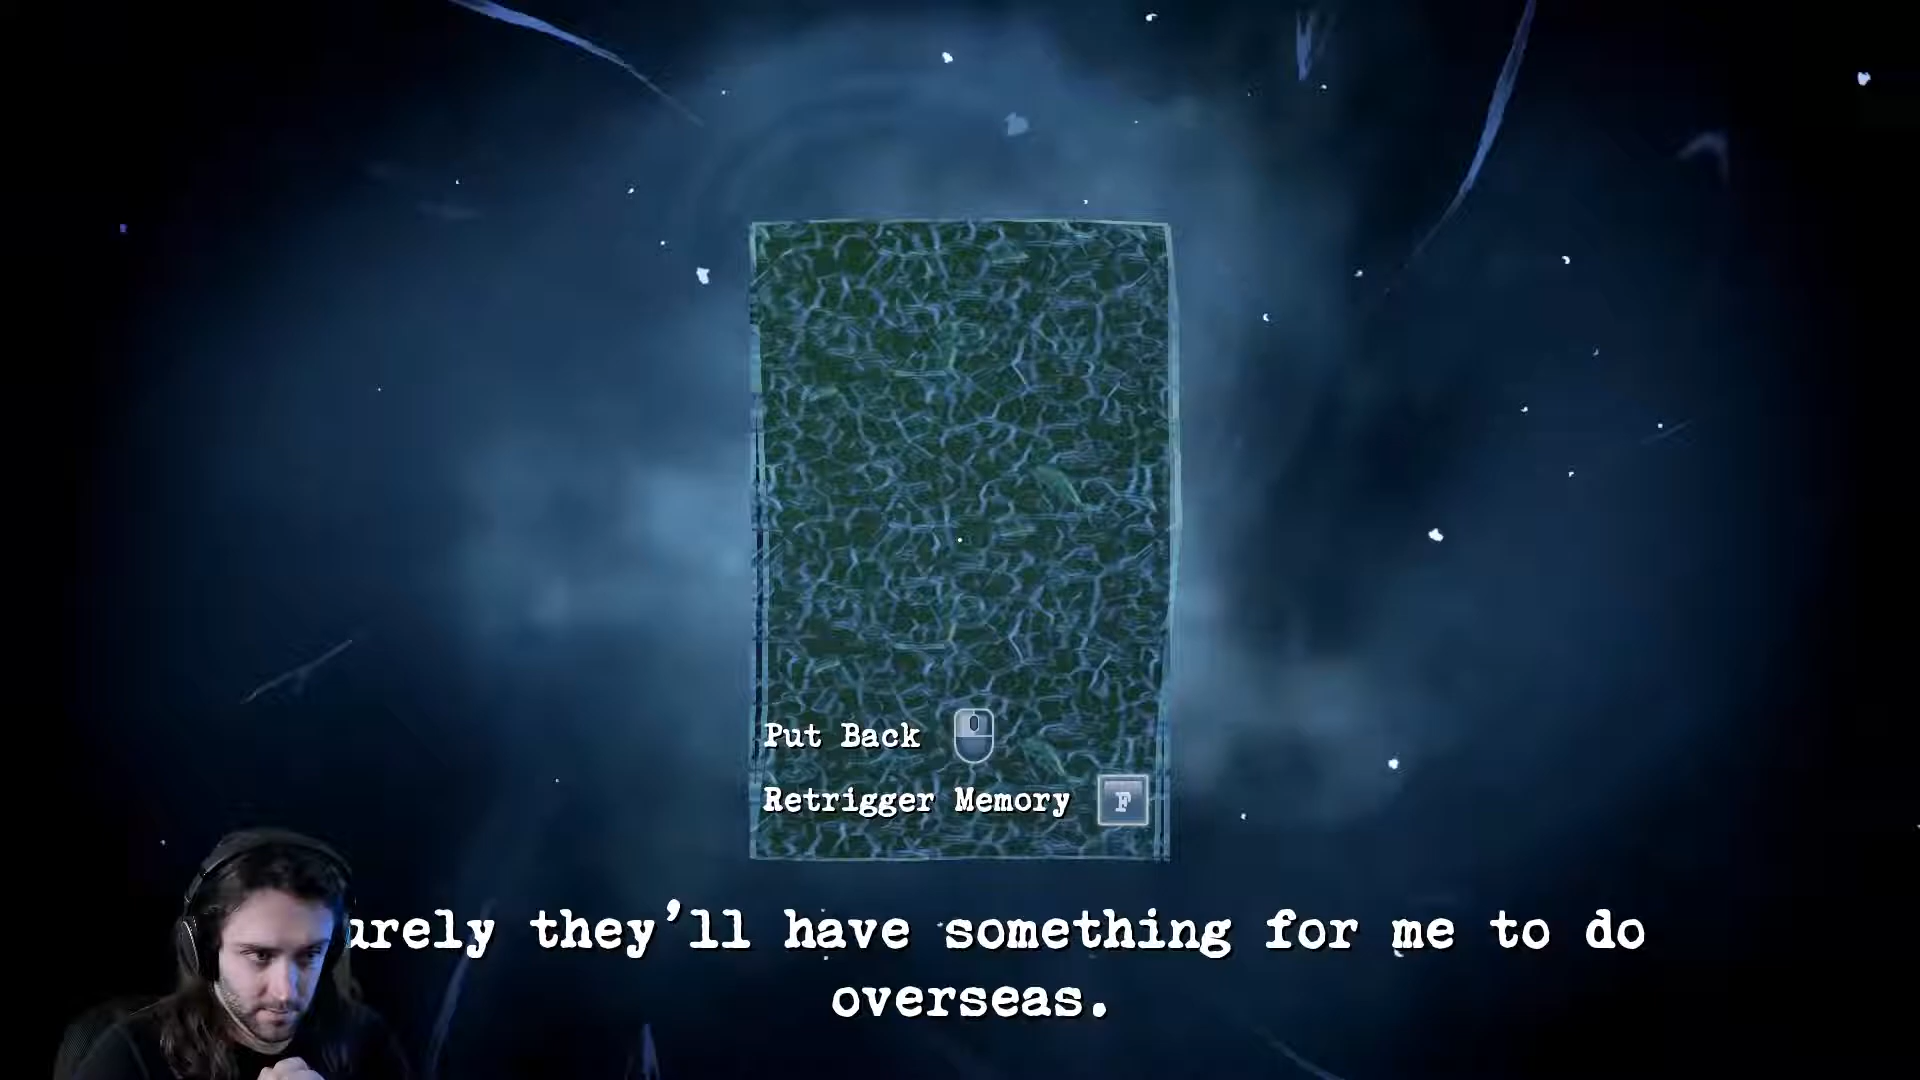 Put Back
Retrigger Memory F
urely they'll have something for me to do
overseas.